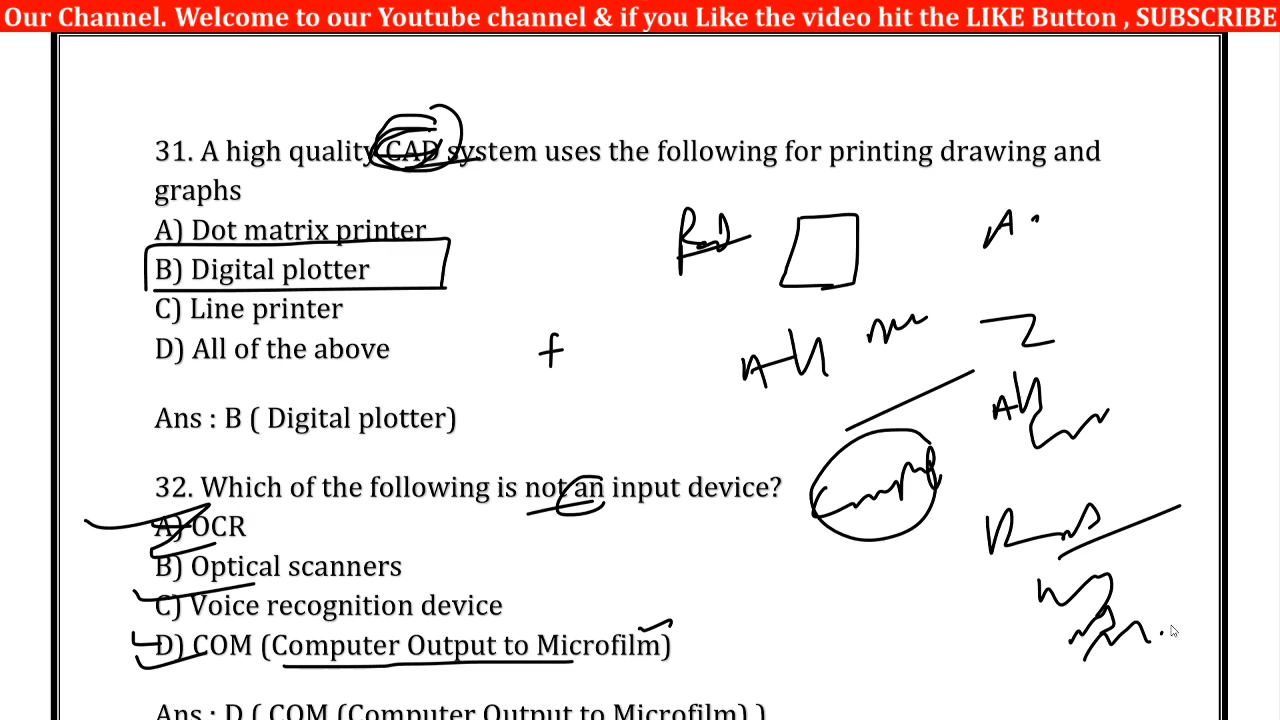 Our Channel. Welcome to our Youtube channel & if you Like the video hit the LIKE Button , SUBSCRIBE
31. A high quality CAD system uses the following for printing drawing and
graphs
A) Dot matrix printer
B) Digital plotter
C) Line printer
D) All of the above
Ans : B ( Digital plotter)
32. Which of the following is not an input device?
A) OCR
B) Optical scanners
C) Voice recognition device
D) COM (Computer Output to Microfilm)
Ans : D ( COM (Computer Output to Microfilm) )